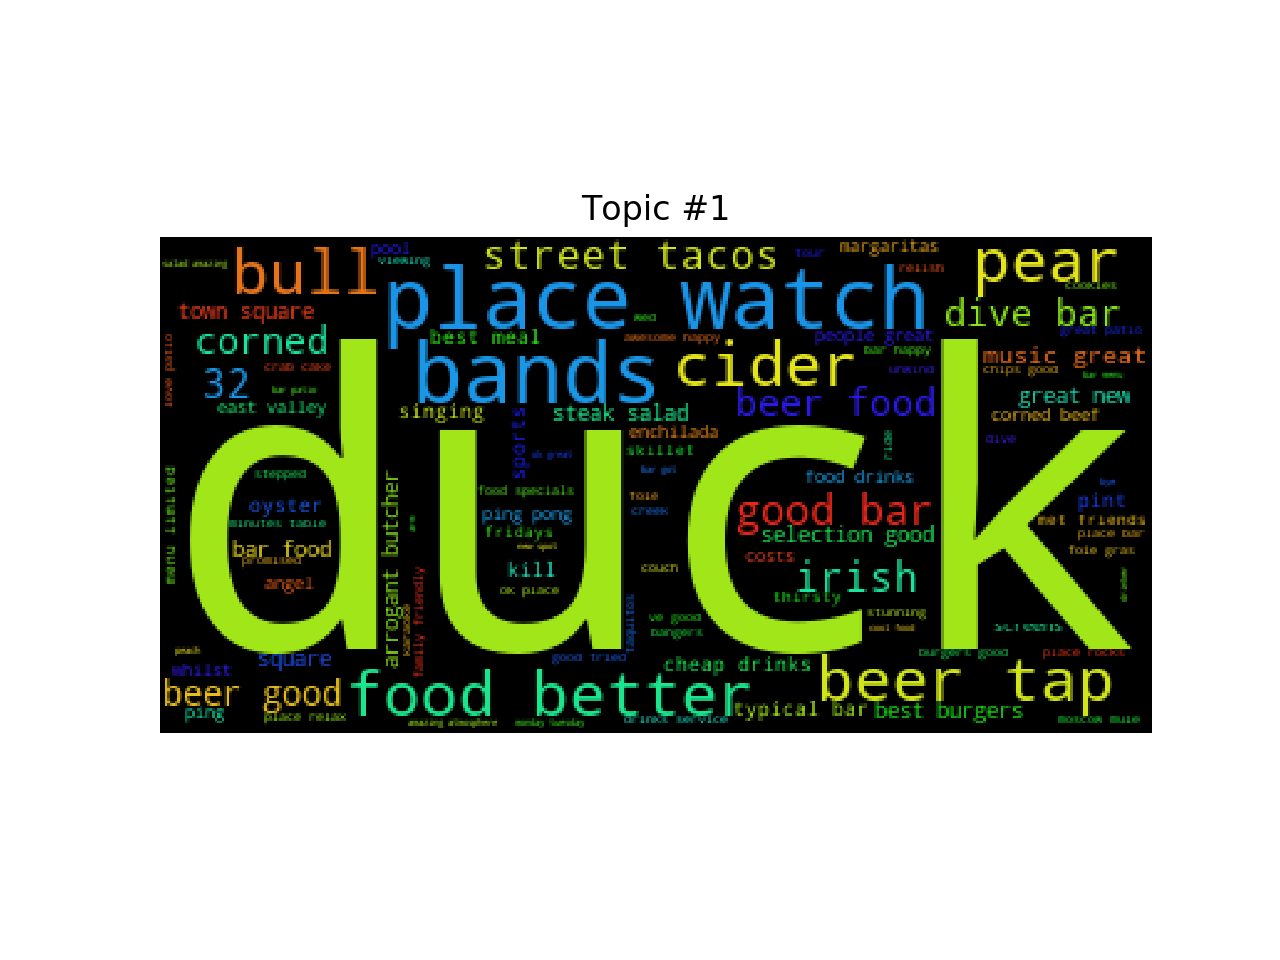 Topic #1
pool
street tacos
margaritas
bull
viewing
tour
pear
salad amazing
relish
cookies
place watch
town square
dive bar
corned
best meal
awesome happy
people great
great patio
love patio
bands
cider
bar happy
music great
crab cake
unwind
chips good
32
bar patio
bar menu
east valley
singing
steak salad
beer food
great new
corned beef
duck
sports
enchilada
skillet
ride
dive
menu limited
stepped
arrogant butcher
food specials
food drinks
oyster
creek
good bar
pint
minutes table
ping pong
met friends
fridays
selection good
place bar
bar food
promised
costs
foie gras
angel
kill
couch
irish
ok place
thirsty
karaoke
family friendly
taquitos
ve good
stunning
bangers
cool food
screens
whilst
square
good tried
cheap drinks
burgers good
place rocks
beer tap
beer good
food better
ping
place relax
amazing atmosphere
monday tuesday
drinks service
typical bar
best burgers
moscow mule